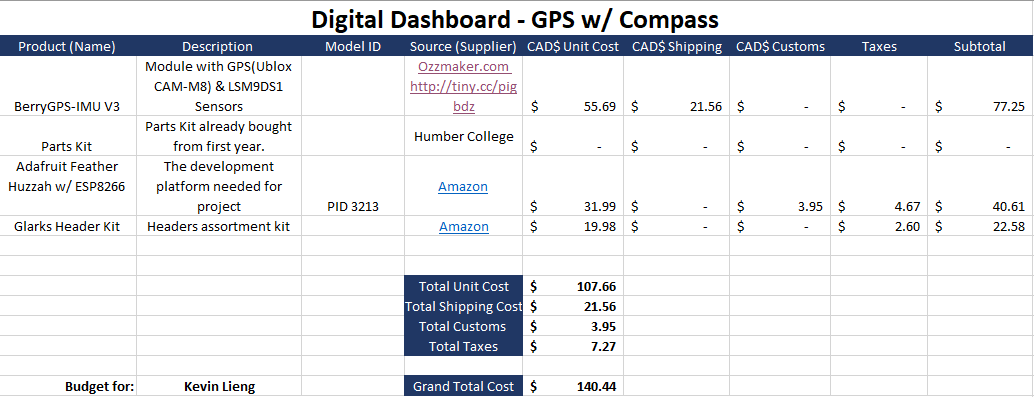 Digital Dashboard - GPS w/ Compass
Product (Name) Description Model ID Source (Supplier) CAD$ Unit Cost CAD$ Shipping CAD$ Customs Taxes Subtotal
Module with GPS(Ublox Ozzmaker.com
CAM-M8) & LSM9DS1 http://tiny.cc/pig
BerryGPS-IMU V3 Sensors bdz $ 55.69 $ 21.56 $ - $ - $ 77.25
Parts Kit already bought
Parts Kit from first year. Humber College $ - $ - $ - $ - $ -
Adafruit Feather The development
Huzzah w/ ESP8266 platform needed for Amazon
project PID 3213 $ 31.99 $ - $ 3.95 $ 4.67 $ 40.61
Glarks Header Kit Headers assortment kit Amazon $ 19.98 $ - $ - $ 2.60 $ 22.58
Total Unit Cost $ 107.66
Total Shipping Cost $ 21.56
Total Customs $ 3.95
Total Taxes $ 7.27
Budget for: Kevin Lieng Grand Total Cost $ 140.44